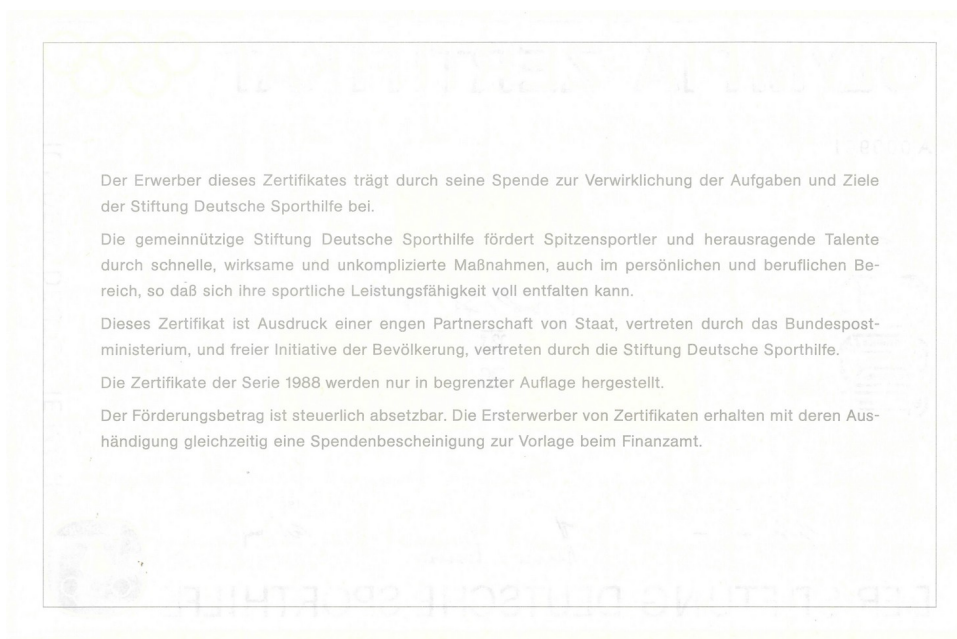 Der Erwerber dieses Zertifikates trägt durch seine Spende zur Verwirklichung der Aufgaben und Ziele
der Stiftung Deutsche Sporthilfe bei.
Die gemeinnützige Stiftung Deutsche Sporthilfe fördert Spitzensportler und herausragende Talente
durch schnelle, wirksame und unkomplizierte Maßnahmen, auch im persönlichen und beruflichen Be-
reich, so daß sich ihre sportliche Leistungsfähigkeit voll entfalten kann.
Dieses Zertifikat ist Ausdruck einer engen Partnerschaft von Staat, vertreten durch das Bundespost-
ministerium, und freier Initiative der Bevölkerung, vertreten durch die Stiftung Deutsche Sporthilfe.
Die Zertifikate der Serie 1988 werden nur in begrenzter Auflage hergestellt.
Der Förderungsbetrag ist steuerlich absetzbar. Die Ersterwerber von Zertifikaten erhalten mit deren Aus-
händigung gleichzeitig eine Spendenbescheinigung zur Vorlage beim Finanzamt.